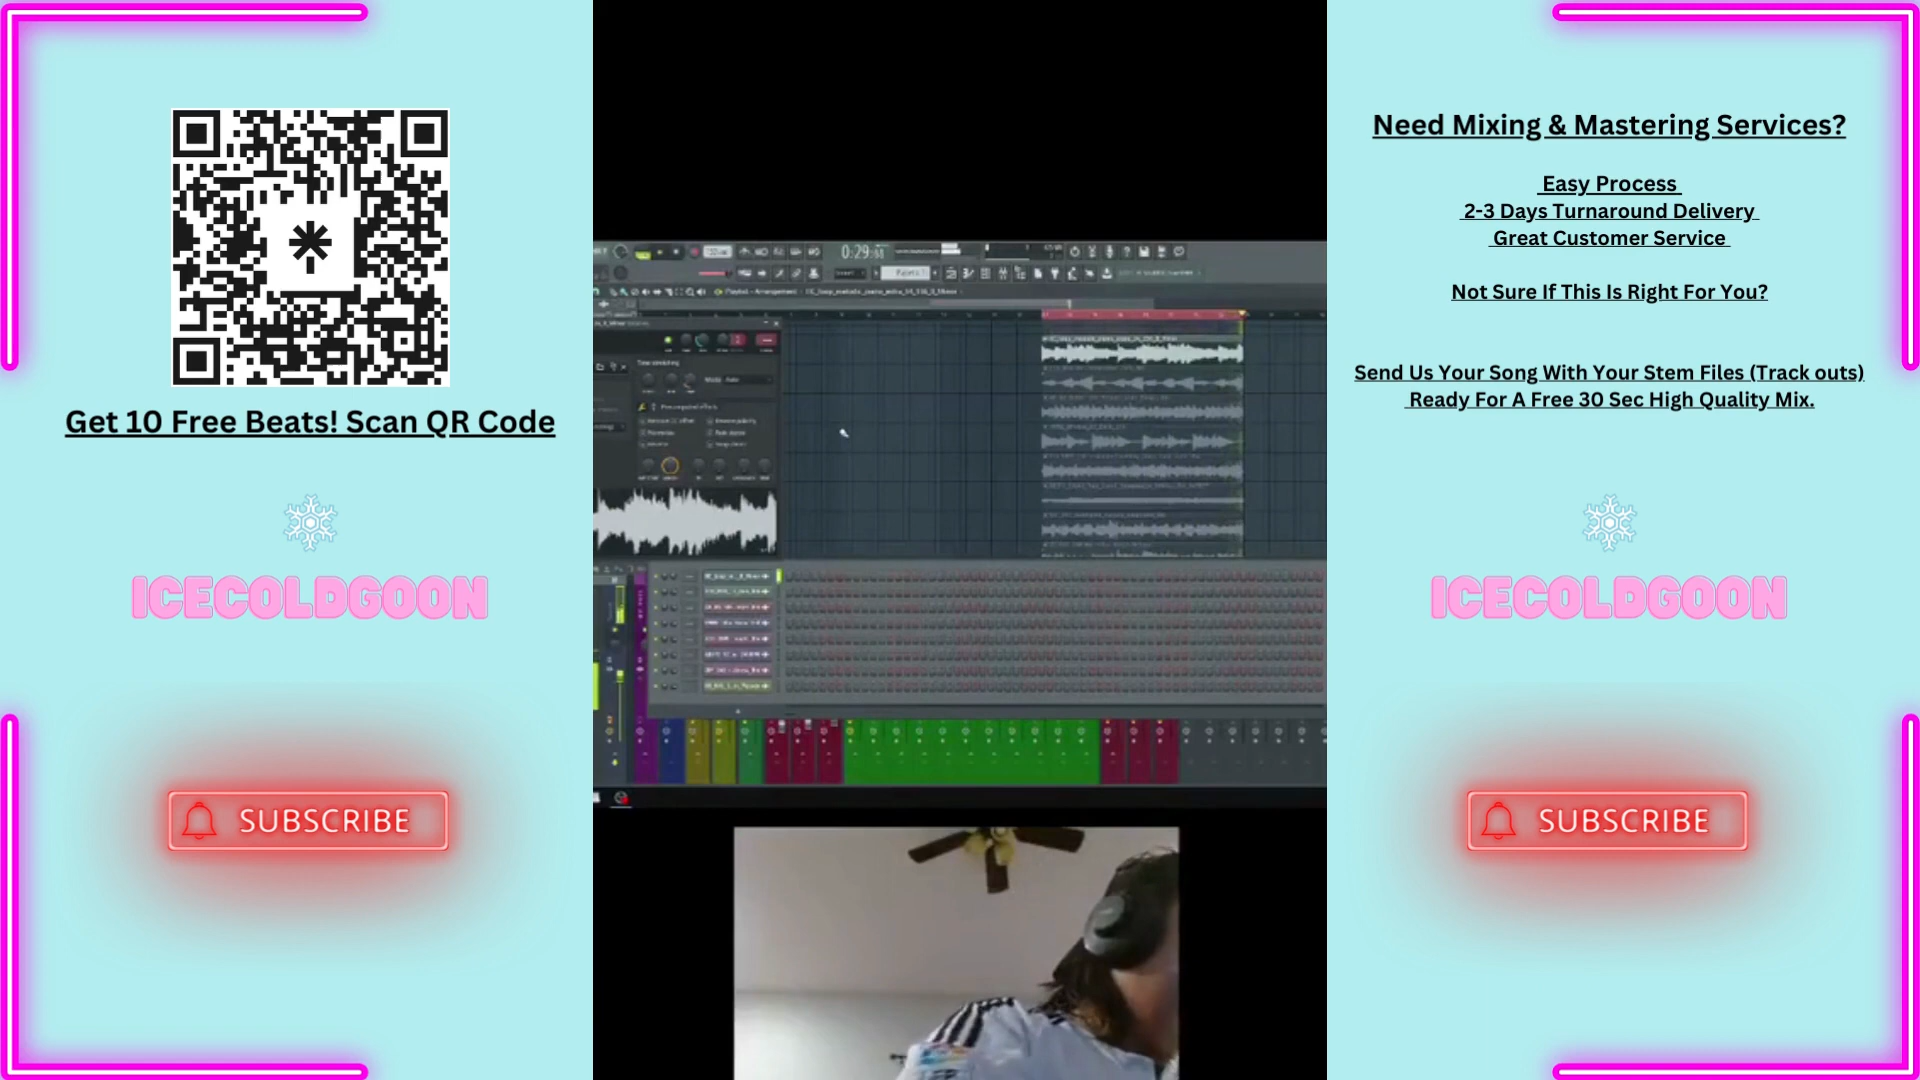 Get 10 Free Beats! Scan QR Code
ICECOLDGOON
SUBSCRIBE
0:29
Need Mixing & Mastering Services?
Easy Process
2-3 Days Turnaround Delivery
Great Customer Service
Not Sure If This Is Right For You?
Send Us Your Song With Your Stem Files (Track outs)
Ready For A Free 30 Sec High Quality Mix.
ICECOLDGOON
SUBSCRIBE